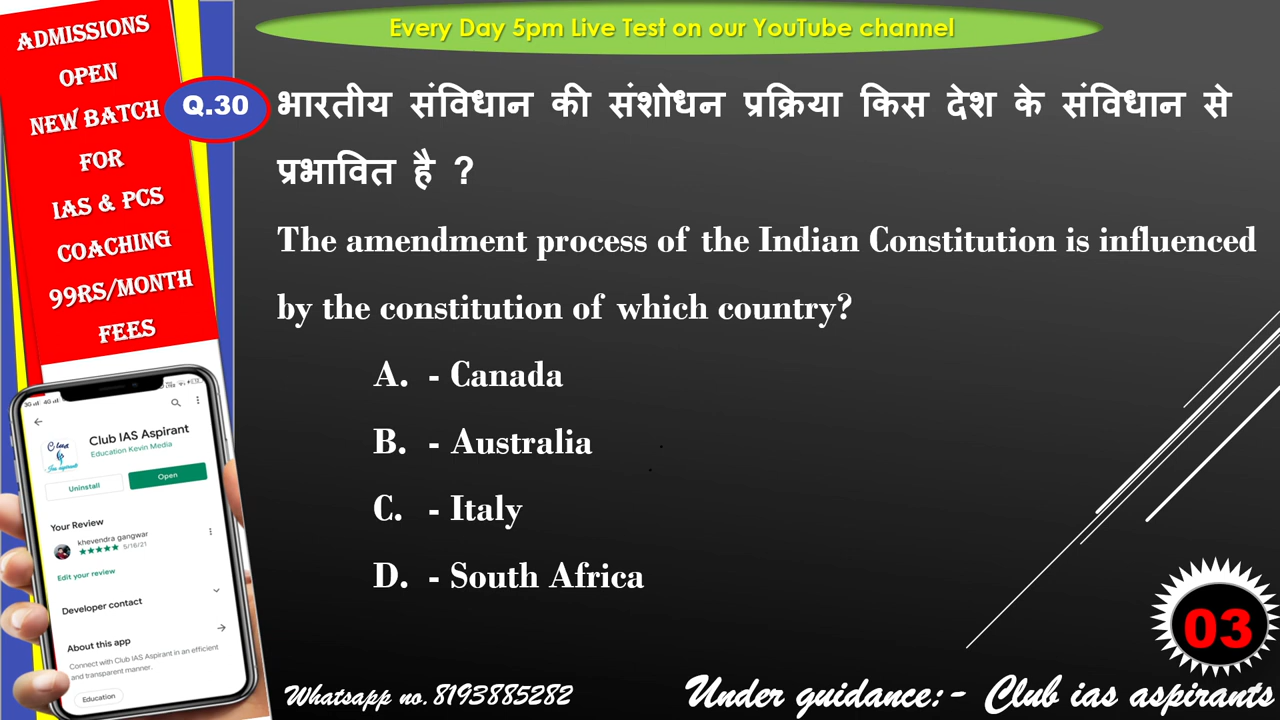 Every Day 5pm Live Test on our YouTube channel
ADMISSIONS
OPEN
NEW BATCH
FOR
IAS & PCS
COACHING
99RS/MONTH
FEES
Q.30
भारतीय संविधान की संशोधन प्रक्रिया किस देश के संविधान से
प्रभावित है ?
The amendment process of the Indian Constitution is influenced
by the constitution of which country?
A. - Canada
B. - Australia
C. - Italy
D. - South Africa
Club IAS Aspirant
Education Kevin Media
Uninstall
Open
Your Review
khevendra gangwar
5/16/21
Edit your review
Developer contact
About this app
Connect with Club IAS Aspirant in an efficient
and transparent manner.
Education
03
Whatsapp no. 8193885282
Under guidance:- Club ias aspirants